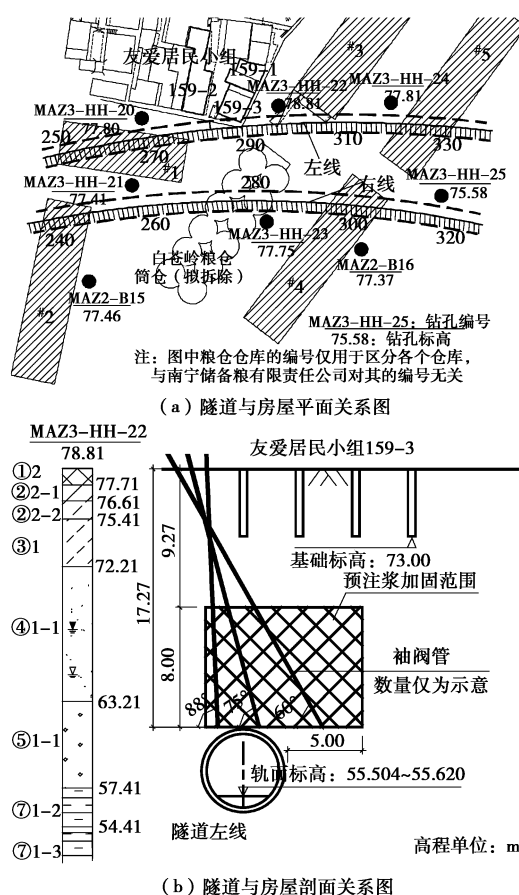 友爱居民小组
159-1
159-2
159-3
#3
#5
MAZ3-HH-22
78.81
MAZ3-HH-24
77.81
MAZ3-HH-20
77.80
250
270
290
310
330
#1
左线
MAZ3-HH-21
77.41
280
右线
MAZ3-HH-25
75.58
240
260
300
320
MAZ3-HH-23
77.75
白苍岭粮仓
筒仓(拟拆除)
MAZ2-B16
77.37
#2
#4
MAZ2-B15
77.46
MAZ3-HH-25:钻孔编号
75.58:钻孔标高
注:图中粮仓仓库的编号仅用于区分各个仓库,
与南宁储备粮有限责任公司对其的编号无关
(a)隧道与房屋平面关系图
MAZ3-HH-22
78.81
友爱居民小组159-3
①2
77.71
②2-1
76.61
②2-2
75.41
③1
72.21
④1-1
63.21
⑤1-1
57.41
⑦1-2
54.41
⑦1-3
17.27
9.27
8.00
基础标高:73.00
预注浆加固范围
袖阀管
数量仅为示意
88°
75°
60°
5.00
轨面标高:55.504~55.620
隧道左线
高程单位:m
(b)隧道与房屋剖面关系图